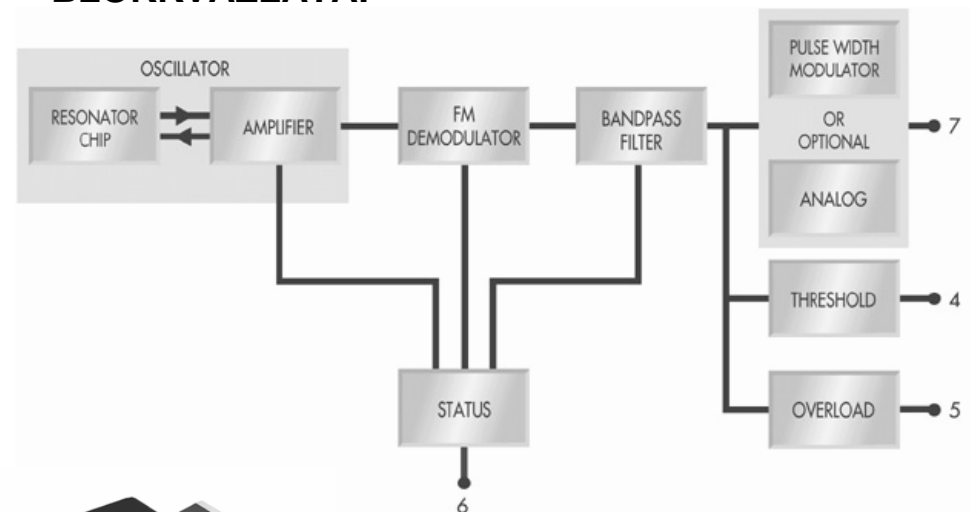 OSCILLATOR
RESONATOR
CHIP
AMPLIFIER
FM
DEMODULATOR
BANDPASS
FILTER
PULSE WIDTH
MODULATOR
OR
OPTIONAL
ANALOG
7
THRESHOLD
4
OVERLOAD
5
STATUS
6